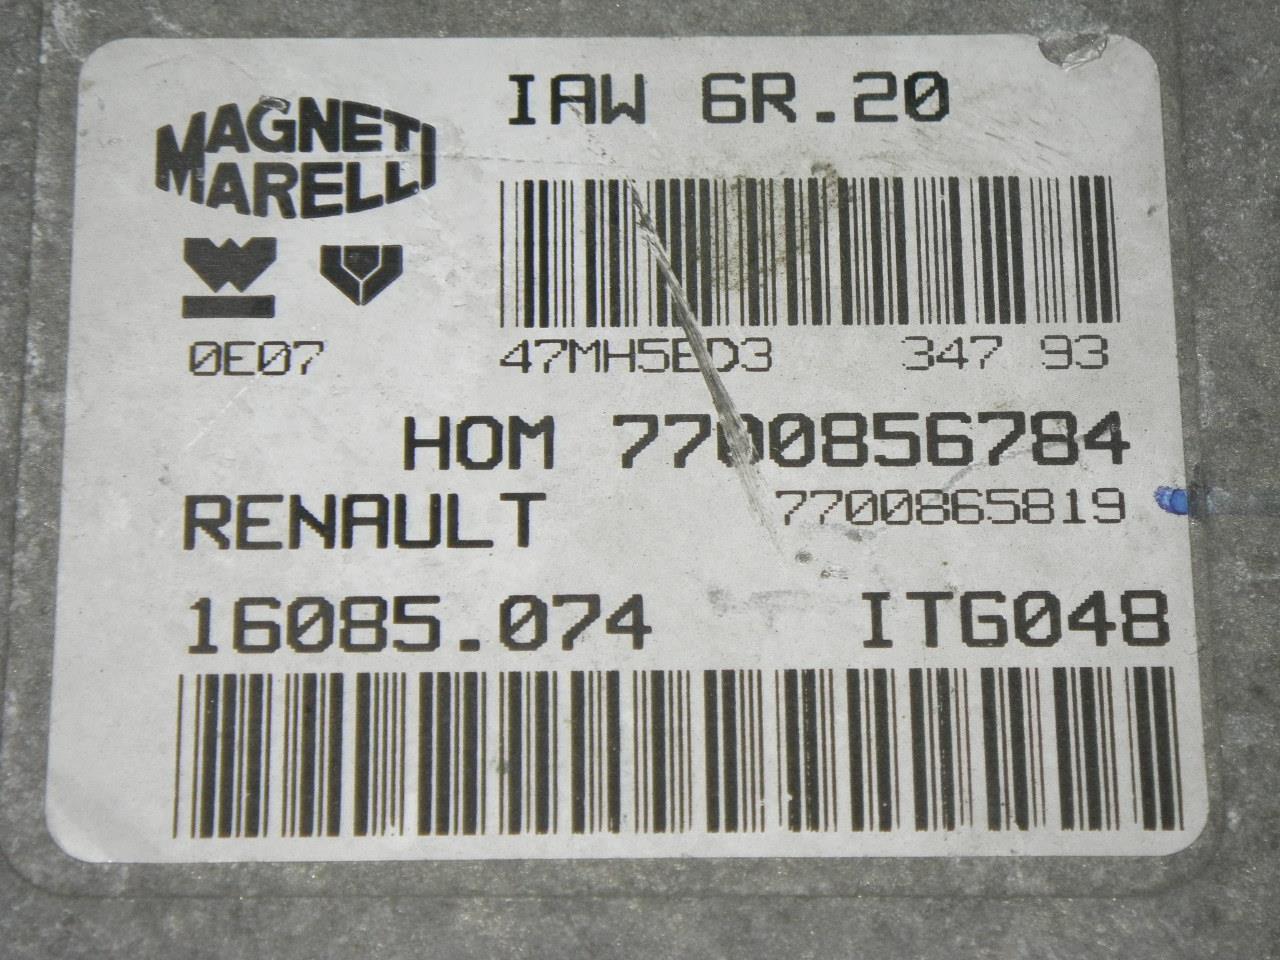 IAW 6R.20
MAGNETI
MARELLI
0E07 47MH5ED3 347 93
HOM 7700856784
RENAULT 7700865819
16085.074 ITG048